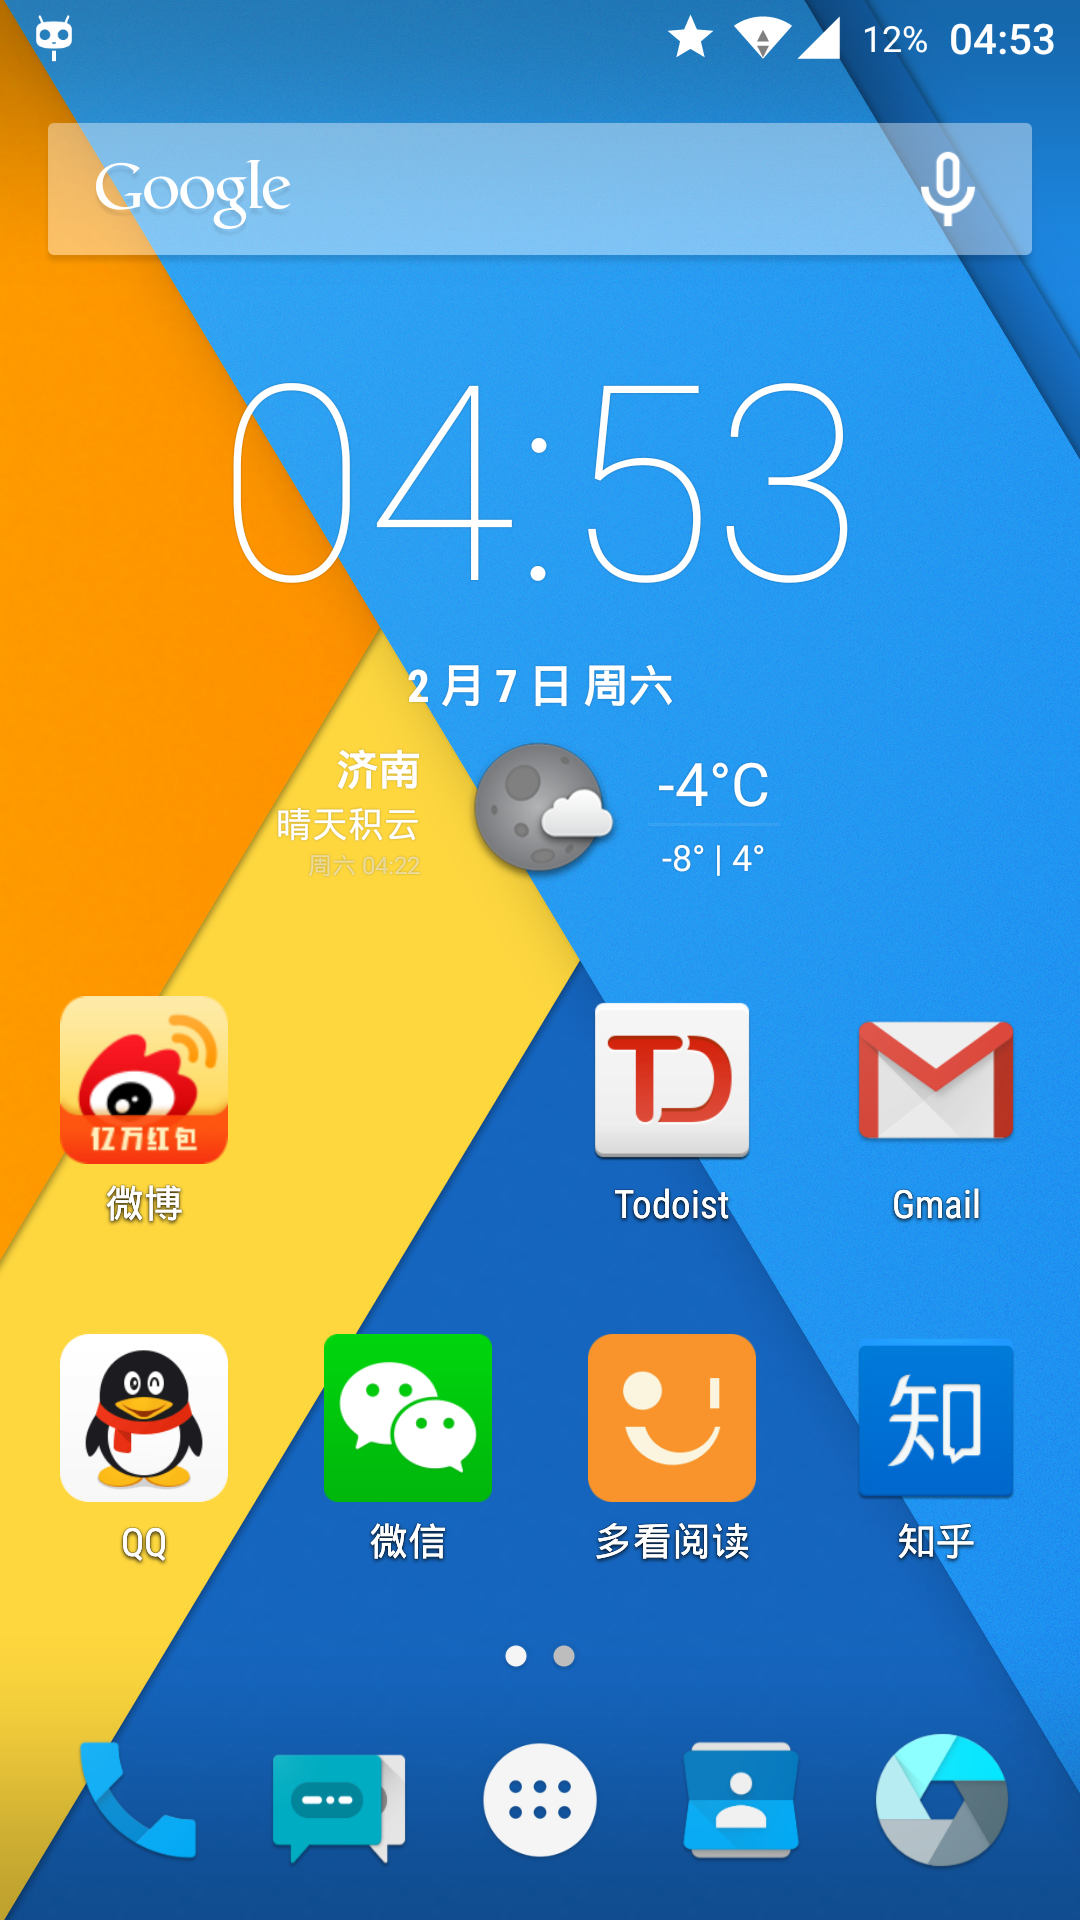 12% 04:53
Google
04:53
2月7日 周六
济南
晴天积云
周六 04:22
-4°C
-8° | 4°
亿万红包
微博
TD
Todoist
Gmail
QQ
微信
多看阅读
知
知乎